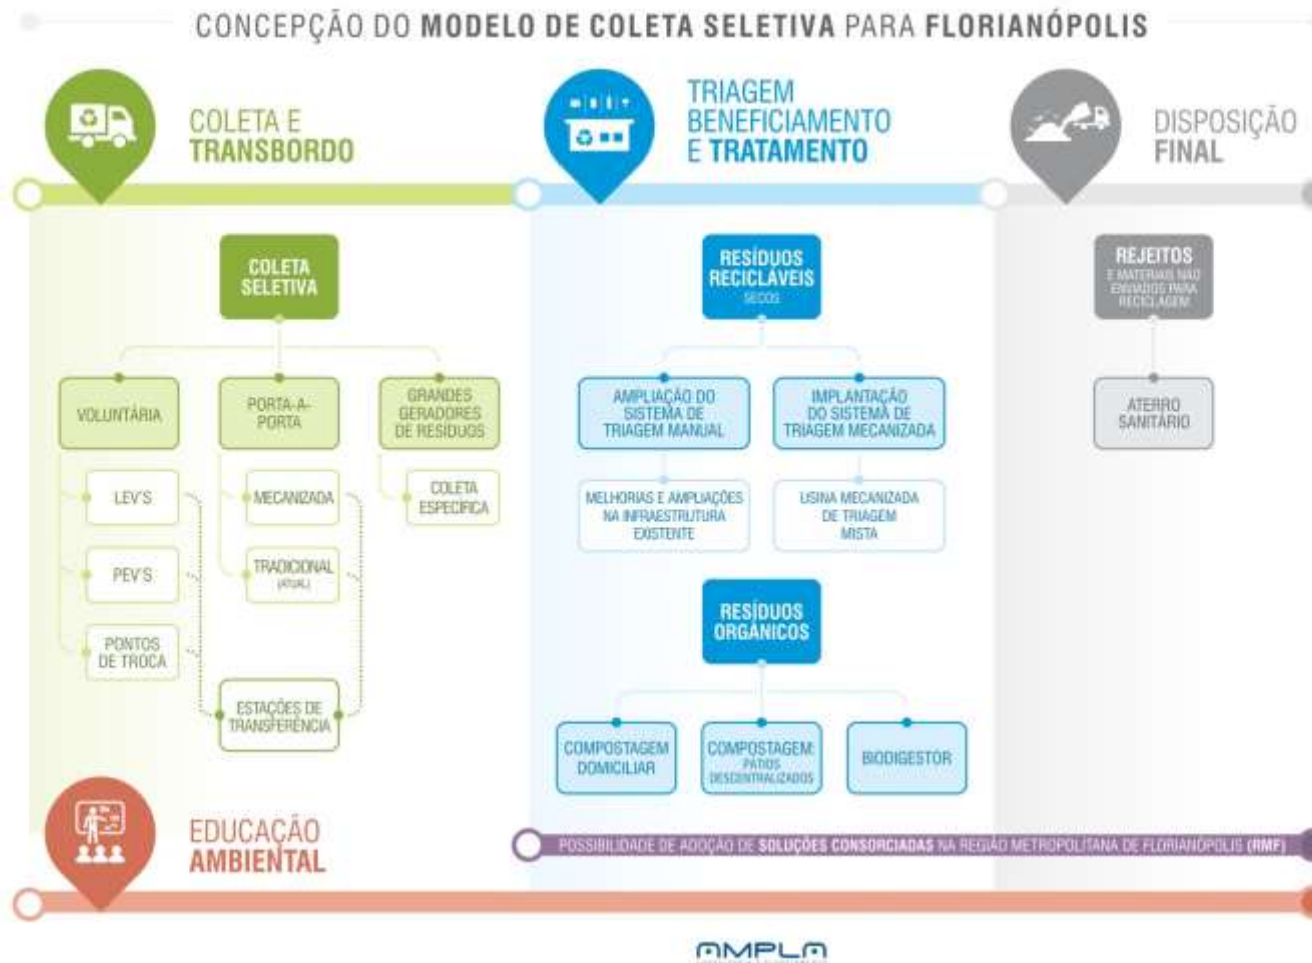 CONCEPÇÃO DO MODELO DE COLETA SELETIVA PARA FLORIANÓPOLIS
COLETA E
TRANSBORDO
TRIAGEM
BENEFICIAMENTO
E TRATAMENTO
DISPOSIÇÃO
FINAL
COLETA
SELETIVA
VOLUNTÁRIA
PORTA-A-
PORTA
GRANDES
GERADORES
DE RESÍDUOS
LEV'S
PEV'S
PONTOS
DE TROCA
MECANIZADA
TRADICIONAL
(ATUAL)
COLETA
ESPECÍFICA
ESTAÇÕES DE
TRANSFERÊNCIA
RESÍDUOS
RECICLÁVEIS
SECOS
AMPLIAÇÃO DO
SISTEMA DE
TRIAGEM MANUAL
IMPLANTAÇÃO
DO SISTEMA DE
TRIAGEM MECANIZADA
MELHORIAS E AMPLIAÇÕES
NA INFRAESTRUTURA
EXISTENTE
USINA MECANIZADA
DE TRIAGEM
MISTA
RESÍDUOS
ORGÂNICOS
COMPOSTAGEM
DOMICILIAR
COMPOSTAGEM:
PÁTIOS
DESCENTRALIZADOS
BIODIGESTOR
REJEITOS
E MATERIAIS NÃO
ENVIADOS PARA
RECICLAGEM
ATERRO
SANITÁRIO
EDUCAÇÃO
AMBIENTAL
POSSIBILIDADE DE ADOÇÃO DE SOLUÇÕES CONSORCIADAS NA REGIÃO METROPOLITANA DE FLORIANÓPOLIS (RMF)
AMPLA